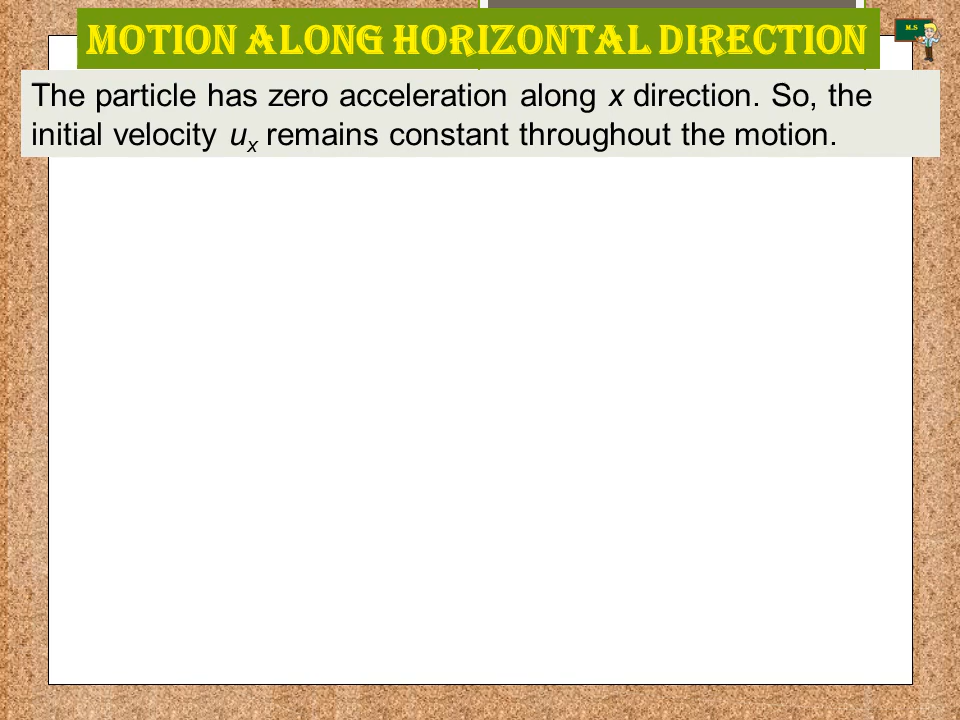 MOTION ALONG HORIZONTAL DIRECTION
M.S
The particle has zero acceleration along x direction. So, the
initial velocity uₓ remains constant throughout the motion.